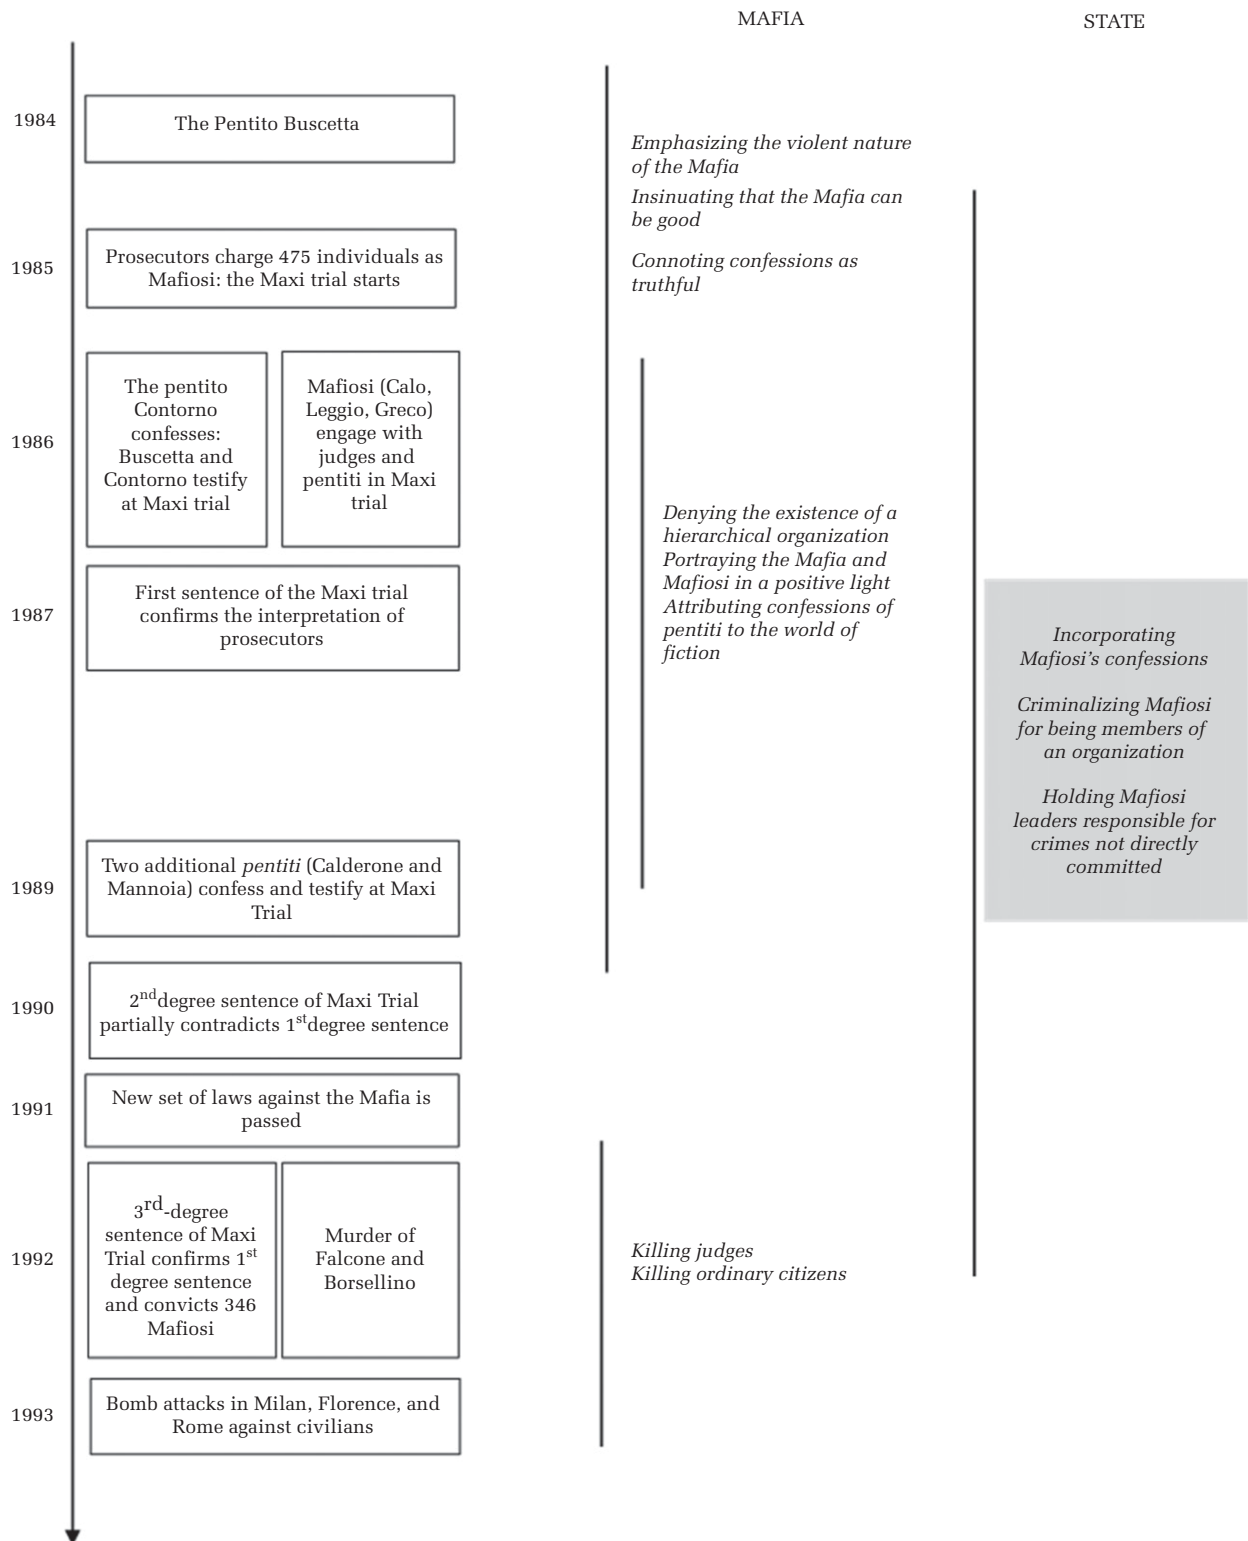 MAFIA
STATE
1984
The Pentito Buscetta
Emphasizing the violent nature
of the Mafia
Insinuating that the Mafia can
be good
Connoting confessions as
truthful
1985
Prosecutors charge 475 individuals as
Mafiosi: the Maxi trial starts
1986
The pentito
Contorno
confesses:
Buscetta and
Contorno testify
at Maxi trial
Mafiosi (Calo,
Leggio, Greco)
engage with
judges and
pentiti in Maxi
trial
Denying the existence of a
hierarchical organization
Portraying the Mafia and
Mafiosi in a positive light
Attributing confessions of
pentiti to the world of
fiction
1987
First sentence of the Maxi trial
confirms the interpretation of
prosecutors
Incorporating
Mafiosi's confessions
Criminalizing Mafiosi
for being members of
an organization
Holding Mafiosi
leaders responsible for
crimes not directly
committed
1989
Two additional pentiti (Calderone and
Mannoia) confess and testify at Maxi
Trial
1990
2nd degree sentence of Maxi Trial
partially contradicts 1st degree sentence
1991
New set of laws against the Mafia is
passed
1992
3rd-degree
sentence of Maxi
Trial confirms 1st
degree sentence
and convicts 346
Mafiosi
Murder of
Falcone and
Borsellino
Killing judges
Killing ordinary citizens
1993
Bomb attacks in Milan, Florence, and
Rome against civilians